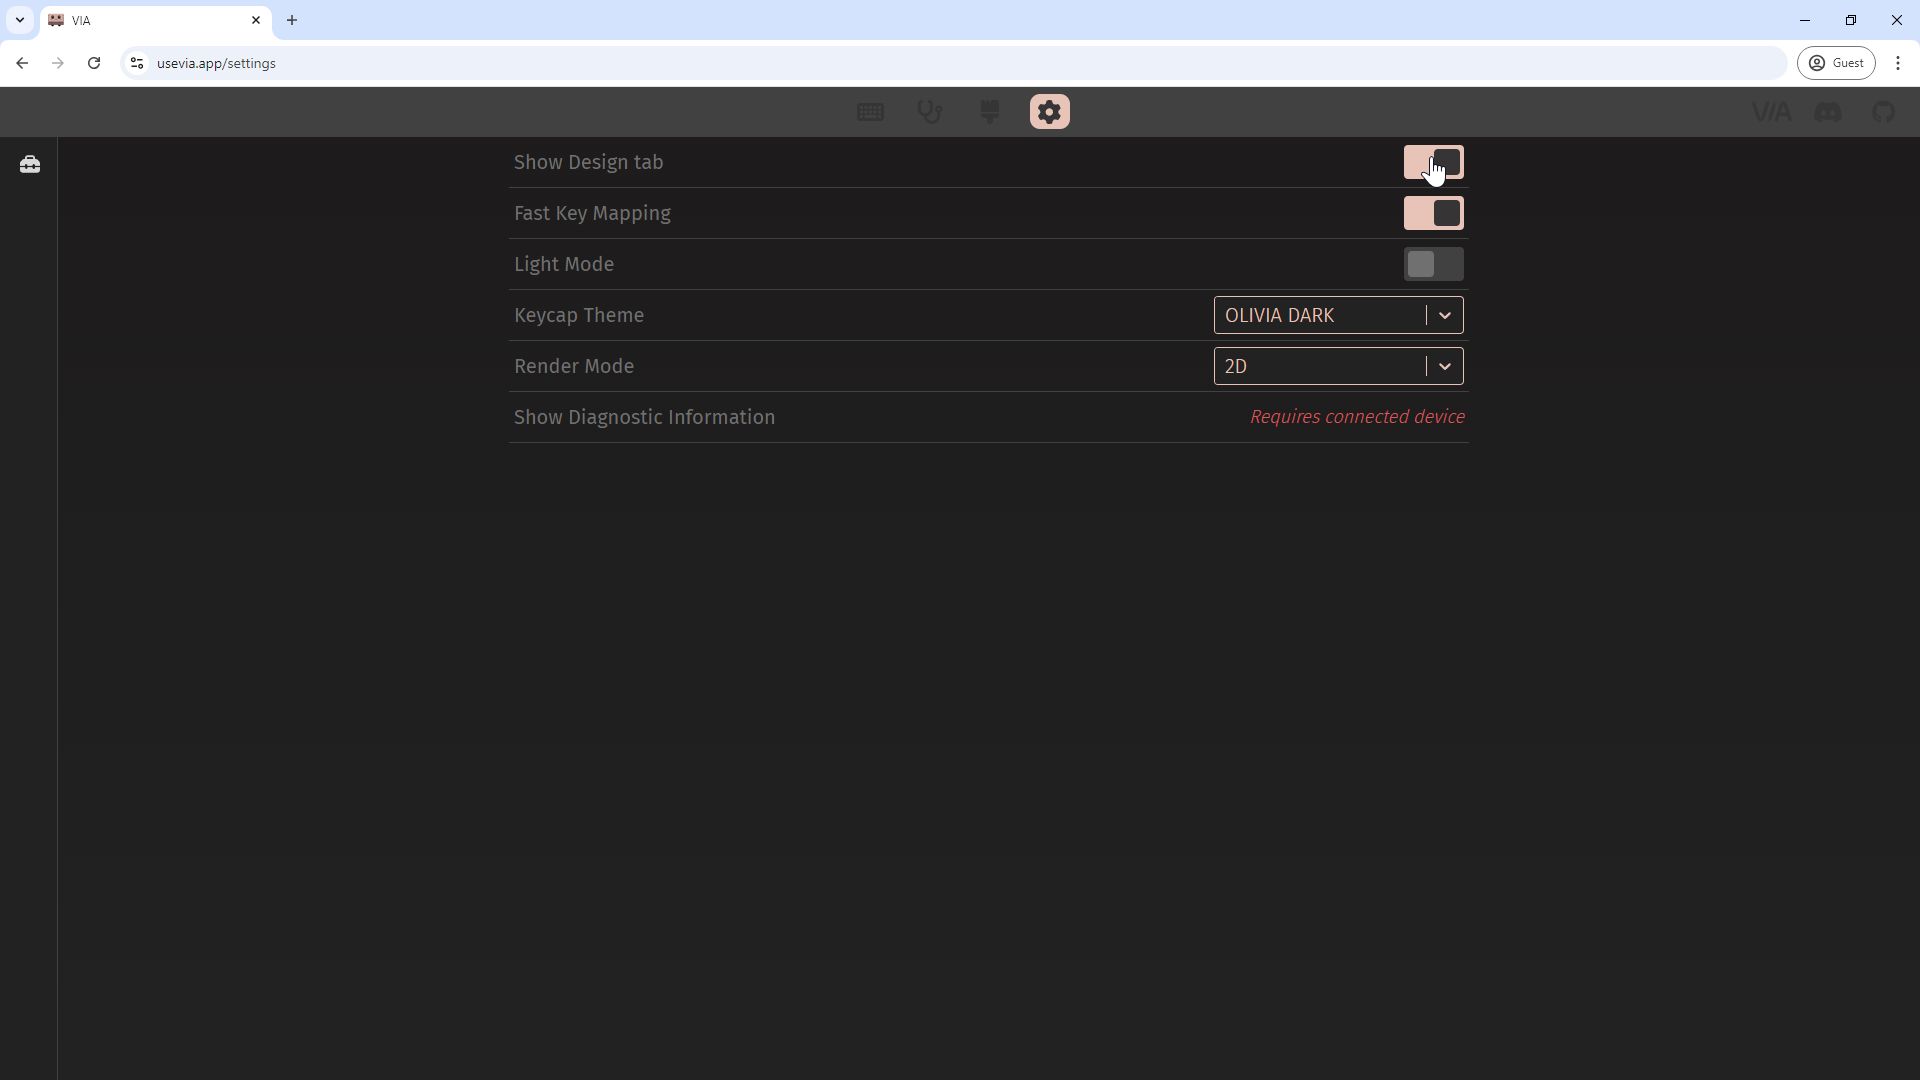 VIA
usevia.app/settings
Guest
VIA
Show Design tab
Fast Key Mapping
Light Mode
Keycap Theme
OLIVIA DARK
Render Mode
2D
Show Diagnostic Information
Requires connected device